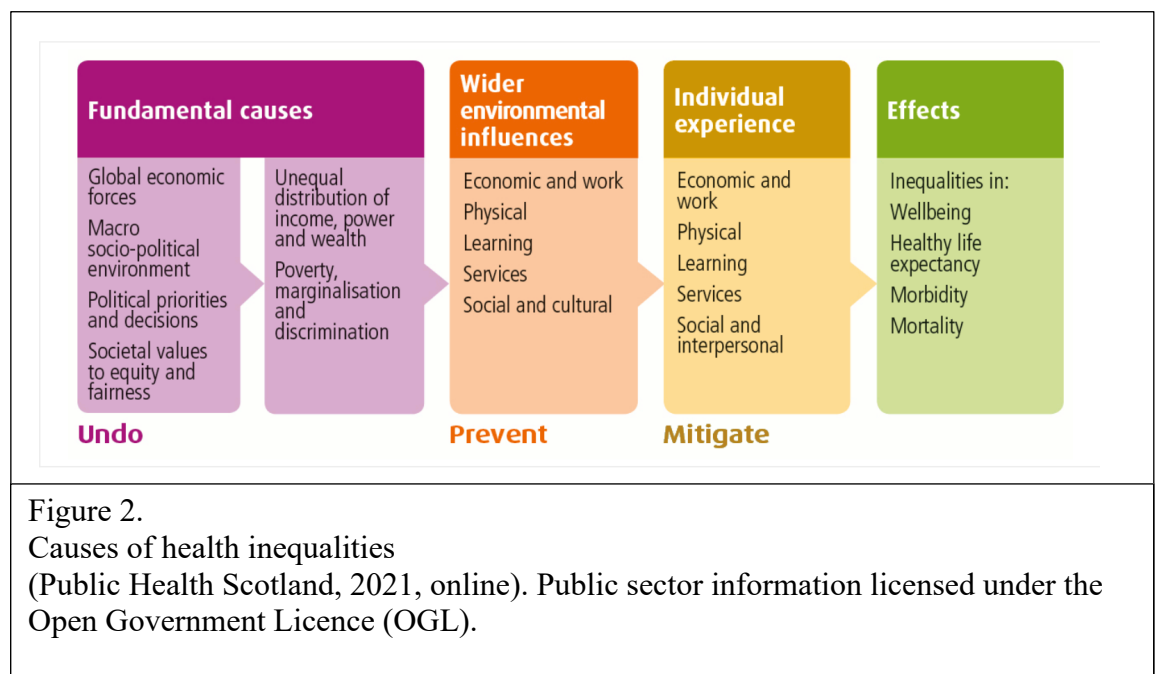 Fundamental causes
Global economic
forces
Macro
socio-political
environment
Political priorities
and decisions
Societal values
to equity and
fairness
Unequal
distribution of
income, power
and wealth
Poverty,
marginalisation
and
discrimination
Undo
Wider
environmental
influences
Economic and work
Physical
Learning
Services
Social and cultural
Prevent
Individual
experience
Economic and
work
Physical
Learning
Services
Social and
interpersonal
Mitigate
Effects
Inequalities in:
Wellbeing
Healthy life
expectancy
Morbidity
Mortality
Figure 2.
Causes of health inequalities
(Public Health Scotland, 2021, online). Public sector information licensed under the
Open Government Licence (OGL).